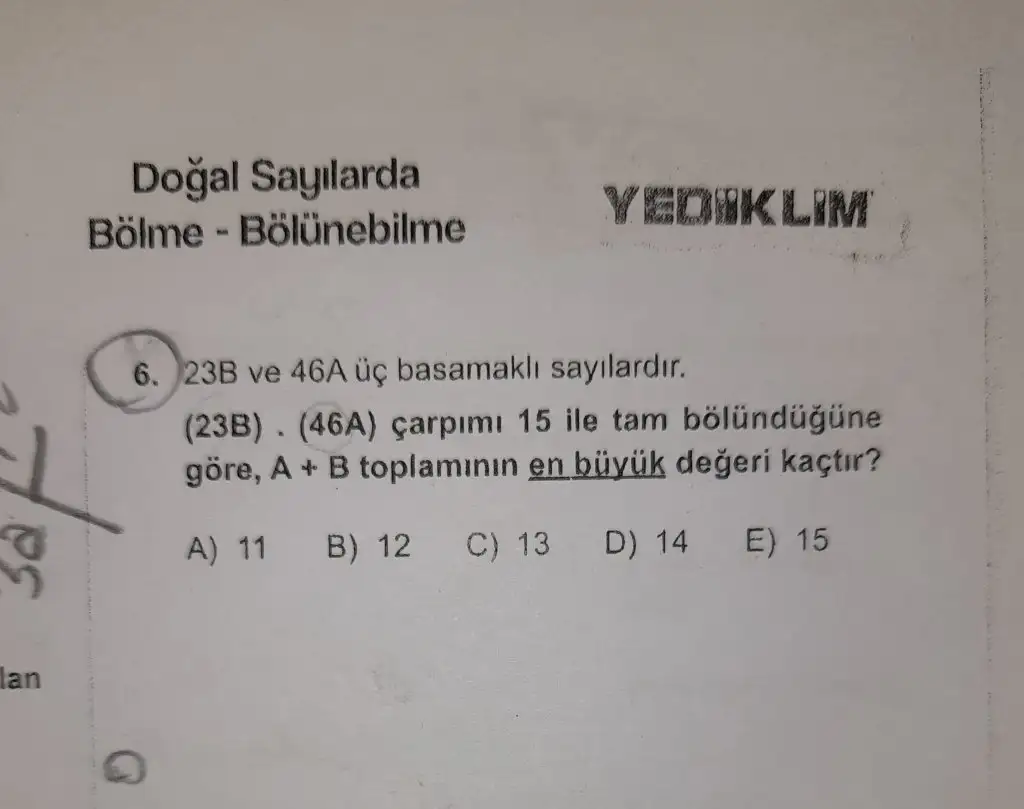 Doğal Sayılarda
Bölme - Bölünebilme
YEDİİKLİM
6. 23B ve 46A üç basamaklı sayılardır.
(23B) . (46A) çarpımı 15 ile tam bölündüğüne
göre, A + B toplamının en büyük değeri kaçtır?
A) 11 B) 12 C) 13 D) 14 E) 15
lan